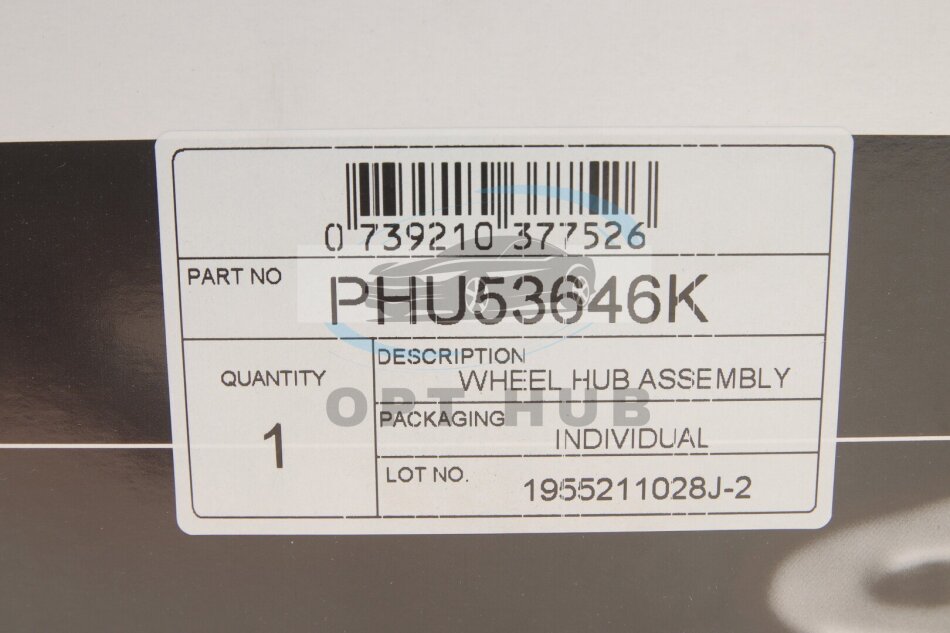 0 739210 377526
PART NO
PHU53646K
QUANTITY
1
DESCRIPTION
WHEEL HUB ASSEMBLY
OPT HUB
PACKAGING
INDIVIDUAL
LOT NO.
1955211028J-2